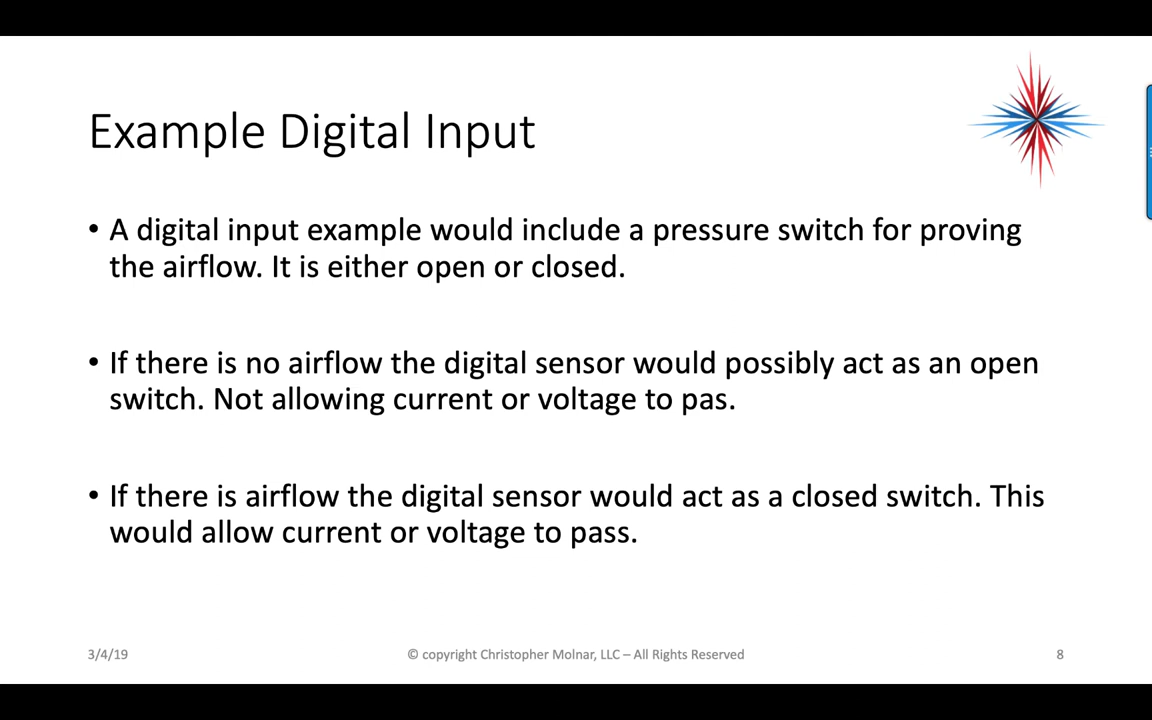 Example Digital Input
• A digital input example would include a pressure switch for proving
the airflow. It is either open or closed.
• If there is no airflow the digital sensor would possibly act as an open
switch. Not allowing current or voltage to pas.
• If there is airflow the digital sensor would act as a closed switch. This
would allow current or voltage to pass.
3/4/19
© copyright Christopher Molnar, LLC – All Rights Reserved
8